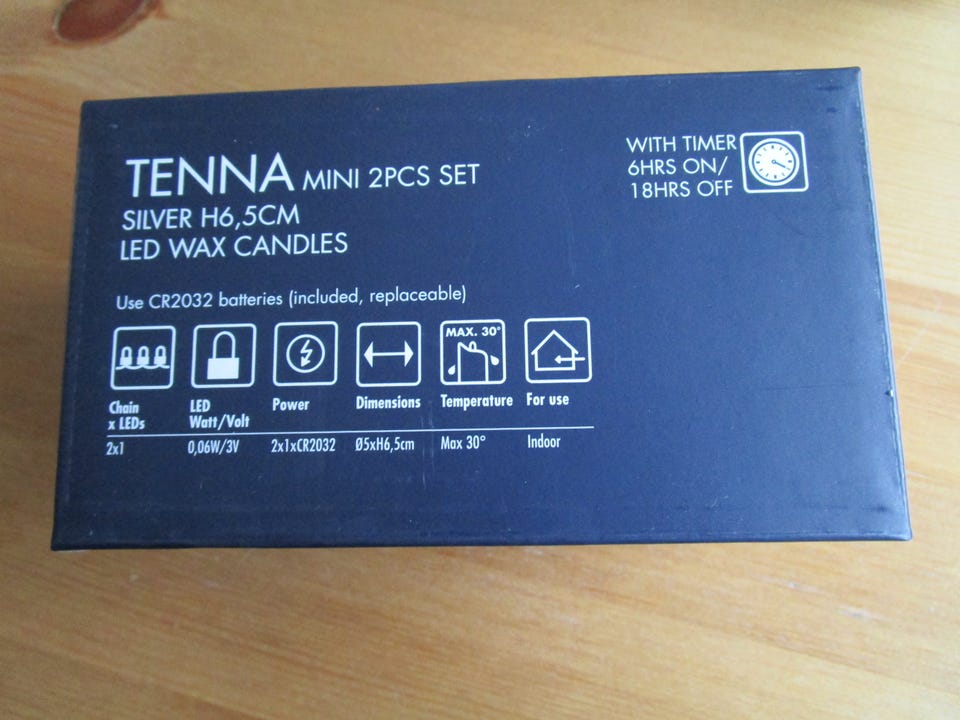 TENNA MINI 2PCS SET
SILVER H6,5CM
LED WAX CANDLES
WITH TIMER
6HRS ON/
18HRS OFF
Use CR2032 batteries (included, replaceable)
MAX. 30°
Chain
x LEDs
LED
Watt/Volt
Power
Dimensions
Temperature
For use
2x1
0,06W/3V
2x1xCR2032
Ø5xH6,5cm
Max 30°
Indoor